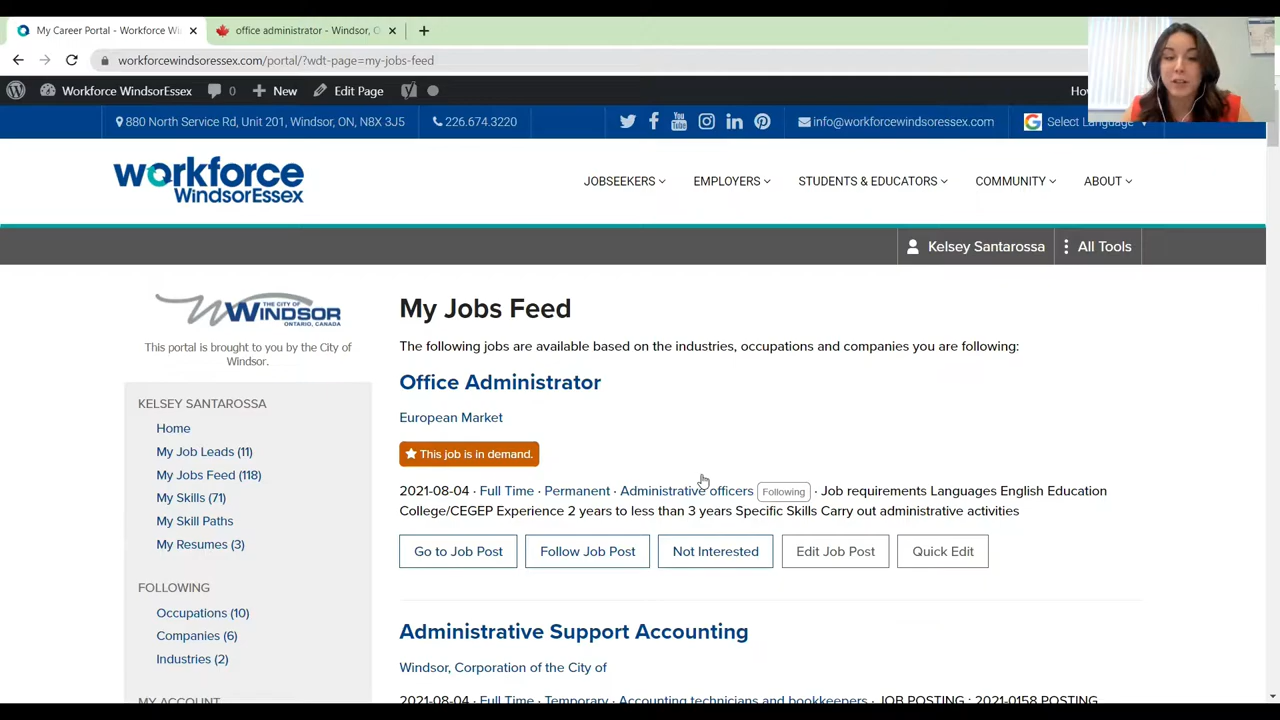 My Career Portal - Workforce Wi
office administrator - Windsor, O
workforcewindsoressex.com/portal/?wdt-page=my-jobs-feed
Workforce WindsorEssex 0 New Edit Page
880 North Service Rd, Unit 201, Windsor, ON, N8X 3J5 226.674.3220 info@workforcewindsoressex.com Select Language
workforce
WindsorEssex
JOBSEEKERS EMPLOYERS STUDENTS & EDUCATORS COMMUNITY ABOUT
Kelsey Santarossa All Tools
THE CITY OF
WINDSOR
ONTARIO, CANADA
This portal is brought to you by the City of
Windsor.
KELSEY SANTAROSSA
Home
My Job Leads (11)
My Jobs Feed (118)
My Skills (71)
My Skill Paths
My Resumes (3)
FOLLOWING
Occupations (10)
Companies (6)
Industries (2)
MY ACCOUNT
My Jobs Feed
The following jobs are available based on the industries, occupations and companies you are following:
Office Administrator
European Market
This job is in demand.
2021-08-04 · Full Time · Permanent · Administrative officers Following · Job requirements Languages English Education
College/CEGEP Experience 2 years to less than 3 years Specific Skills Carry out administrative activities
Go to Job Post Follow Job Post Not Interested Edit Job Post Quick Edit
Administrative Support Accounting
Windsor, Corporation of the City of
2021-08-04 · Full Time · Temporary · Accounting technicians and bookkeepers · JOB POSTING : 2021-0158 POSTING